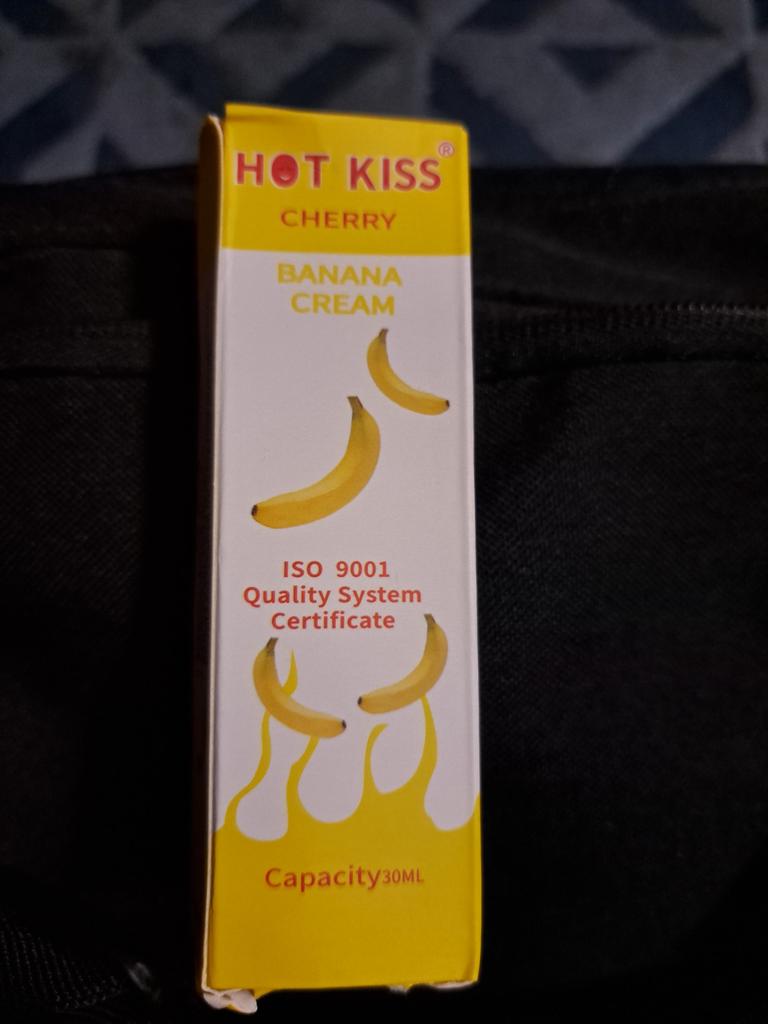 HOT KISS®
CHERRY
BANANA
CREAM
ISO 9001
Quality System
Certificate
Capacity30ML